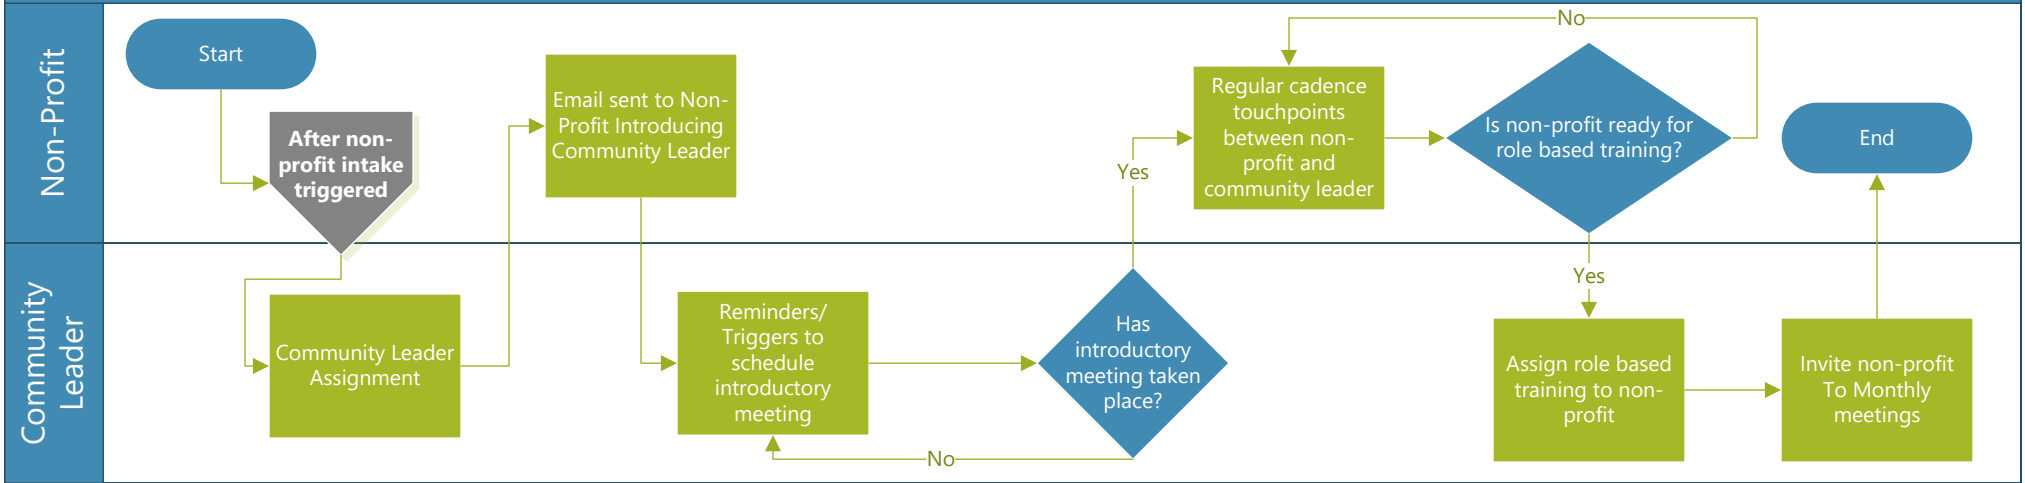 Non-Profit
Start
After non-
profit intake
triggered
Email sent to Non-
Profit Introducing
Community Leader
Yes
Regular cadence
touchpoints
between non-
profit and
community leader
No
Is non-profit ready for
role based training?
End
Community
Leader
Community Leader
Assignment
Reminders/
Triggers to
schedule
introductory
meeting
Has
introductory
meeting taken
place?
No
Yes
Assign role based
training to non-
profit
Invite non-profit
To Monthly
meetings